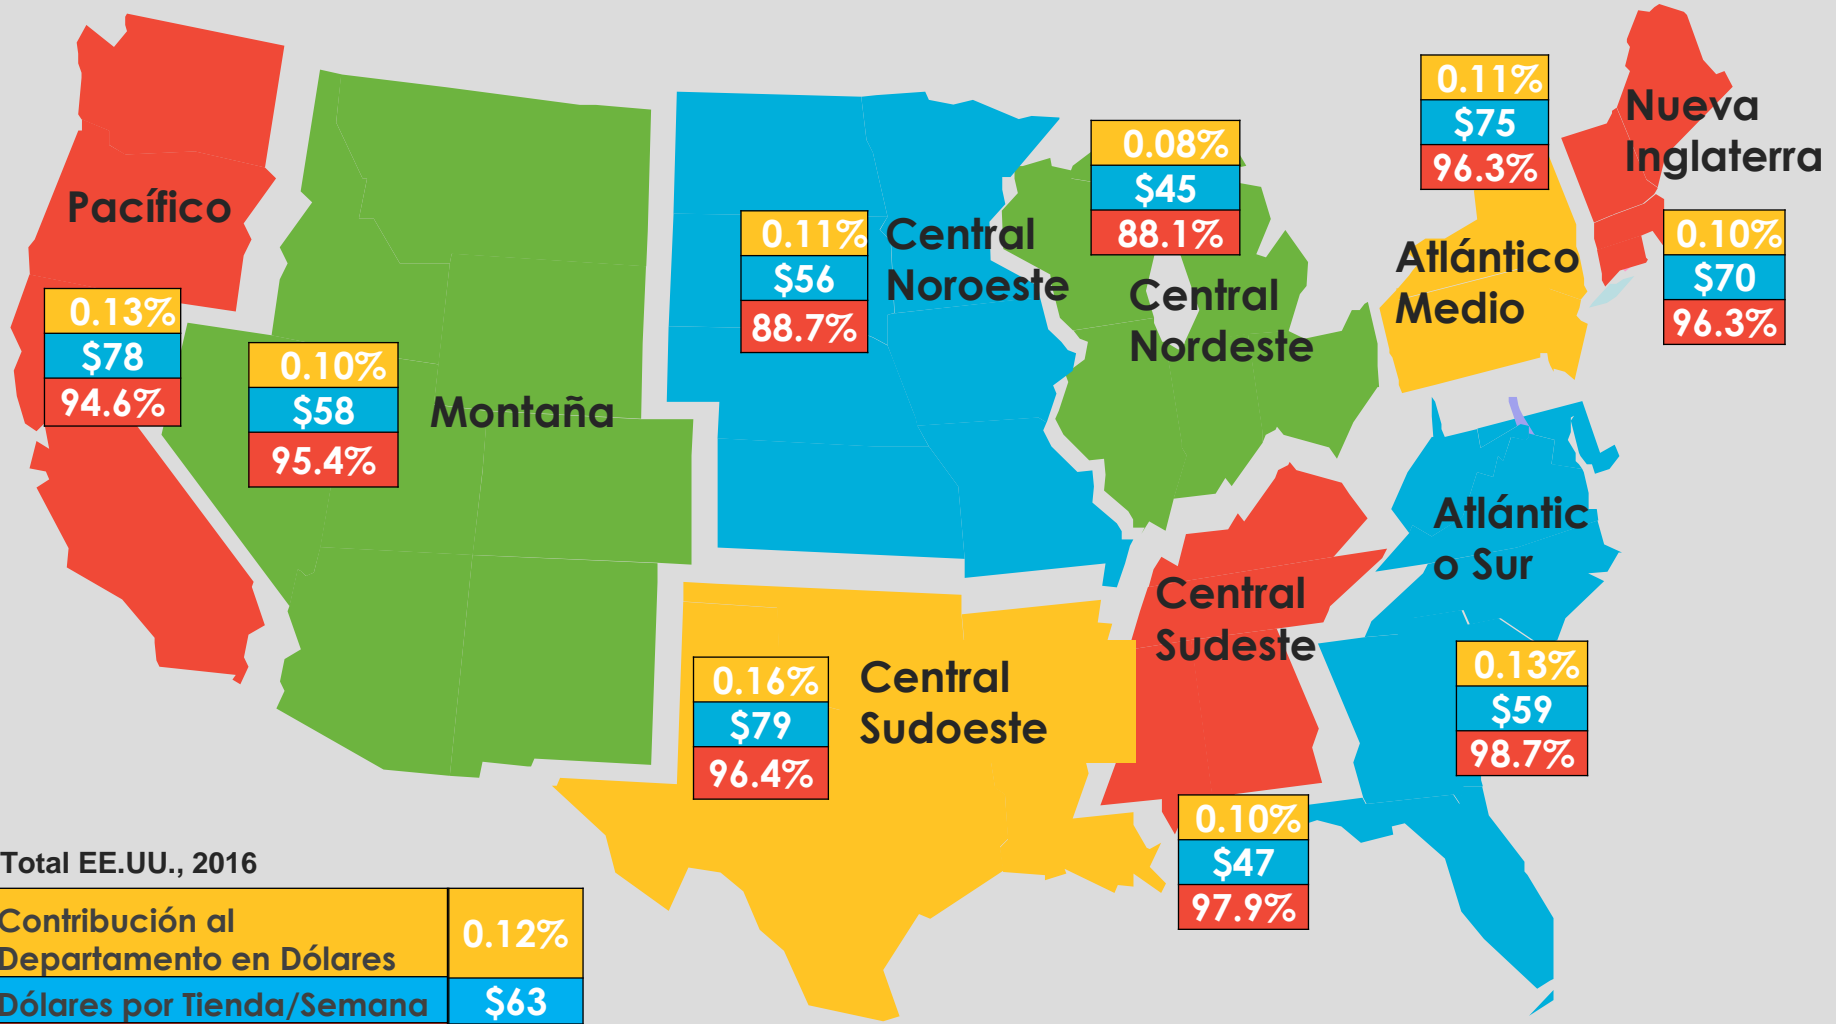 0.11%
$75
96.3%
Nueva
Inglaterra
0.08%
$45
88.1%
Pacífico
0.11%
$56
88.7%
Central
Noroeste
Atlántico
Medio
0.10%
$70
96.3%
Central
Nordeste
0.13%
$78
94.6%
0.10%
$58
95.4%
Montaña
Atlántic
o Sur
Central
Sudeste
0.16%
$79
96.4%
Central
Sudoeste
0.13%
$59
98.7%
0.10%
$47
97.9%
Total EE.UU., 2016
Contribución al
Departamento en Dólares
0.12%
Dólares por Tienda/Semana
$63